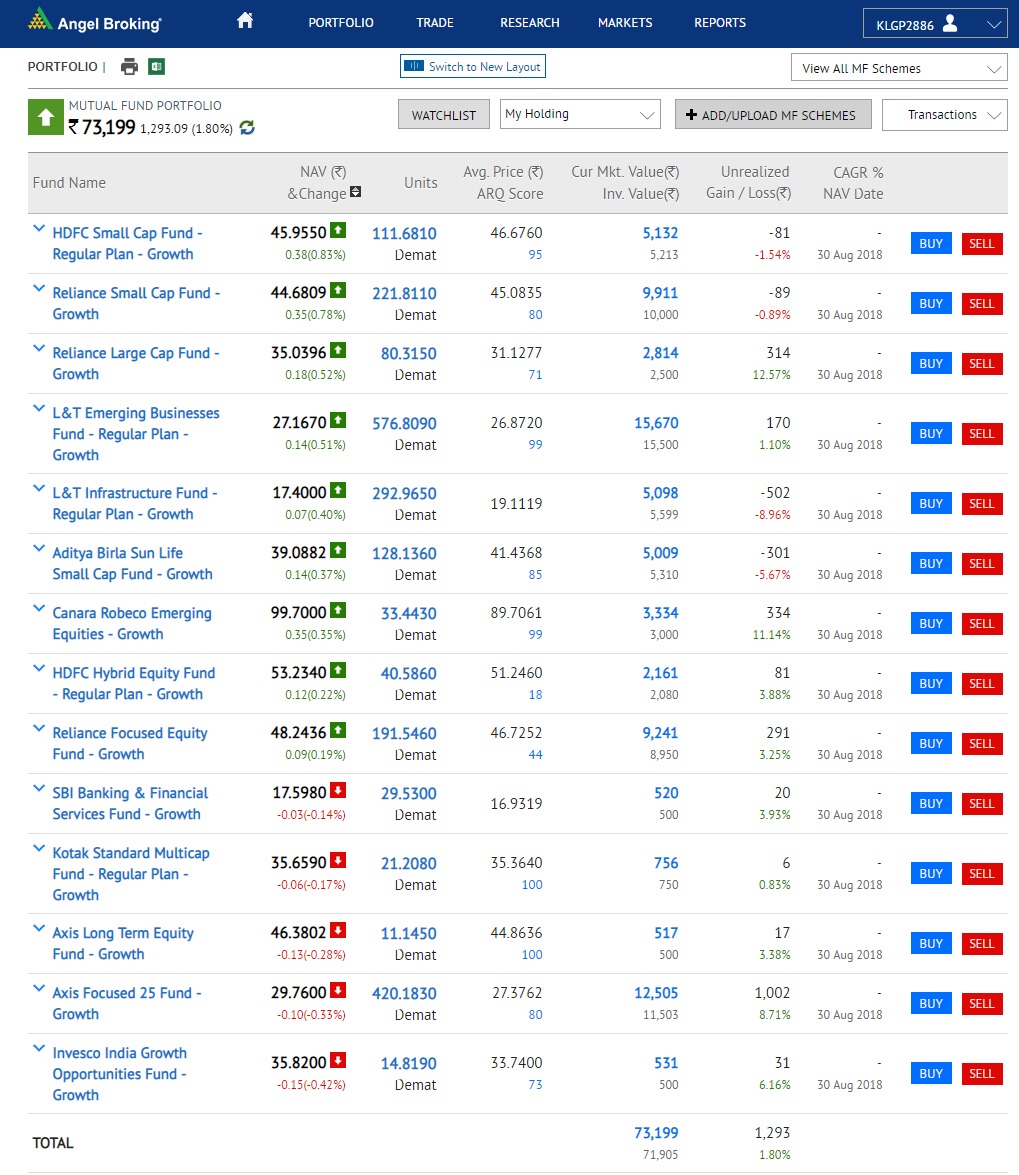 Angel Broking
PORTFOLIO TRADE RESEARCH MARKETS REPORTS KLGP2886
PORTFOLIO | Switch to New Layout View All MF Schemes
MUTUAL FUND PORTFOLIO
₹ 73,199 1,293.09 (1.80%) WATCHLIST My Holding + ADD/UPLOAD MF SCHEMES Transactions
Fund Name NAV (₹) &Change Units Avg. Price (₹) ARQ Score Cur Mkt. Value(₹) Inv. Value(₹) Unrealized Gain / Loss(₹) CAGR % NAV Date
HDFC Small Cap Fund - 45.9550 111.6810 46.6760 5,132 -81 - BUY SELL
Regular Plan - Growth 0.38(0.83%) Demat 95 5,213 -1.54% 30 Aug 2018
Reliance Small Cap Fund - 44.6809 221.8110 45.0835 9,911 -89 - BUY SELL
Growth 0.35(0.78%) Demat 80 10,000 -0.89% 30 Aug 2018
Reliance Large Cap Fund - 35.0396 80.3150 31.1277 2,814 314 - BUY SELL
Growth 0.18(0.52%) Demat 71 2,500 12.57% 30 Aug 2018
L&T Emerging Businesses
Fund - Regular Plan - 27.1670 576.8090 26.8720 15,670 170 - BUY SELL
Growth 0.14(0.51%) Demat 99 15,500 1.10% 30 Aug 2018
L&T Infrastructure Fund - 17.4000 292.9650 19.1119 5,098 -502 - BUY SELL
Regular Plan - Growth 0.07(0.40%) Demat 5,599 -8.96% 30 Aug 2018
Aditya Birla Sun Life 39.0882 128.1360 41.4368 5,009 -301 - BUY SELL
Small Cap Fund - Growth 0.14(0.37%) Demat 85 5,310 -5.67% 30 Aug 2018
Canara Robeco Emerging 99.7000 33.4430 89.7061 3,334 334 - BUY SELL
Equities - Growth 0.35(0.35%) Demat 99 3,000 11.14% 30 Aug 2018
HDFC Hybrid Equity Fund 53.2340 40.5860 51.2460 2,161 81 - BUY SELL
- Regular Plan - Growth 0.12(0.22%) Demat 18 2,080 3.88% 30 Aug 2018
Reliance Focused Equity 48.2436 191.5460 46.7252 9,241 291 - BUY SELL
Fund - Growth 0.09(0.19%) Demat 44 8,950 3.25% 30 Aug 2018
SBI Banking & Financial 17.5980 29.5300 16.9319 520 20 - BUY SELL
Services Fund - Growth -0.03(-0.14%) Demat 500 3.93% 30 Aug 2018
Kotak Standard Multicap
Fund - Regular Plan - 35.6590 21.2080 35.3640 756 6 - BUY SELL
Growth -0.06(-0.17%) Demat 100 750 0.83% 30 Aug 2018
Axis Long Term Equity 46.3802 11.1450 44.8636 517 17 - BUY SELL
Fund - Growth -0.13(-0.28%) Demat 100 500 3.38% 30 Aug 2018
Axis Focused 25 Fund - 29.7600 420.1830 27.3762 12,505 1,002 - BUY SELL
Growth -0.10(-0.33%) Demat 80 11,503 8.71% 30 Aug 2018
Invesco India Growth
Opportunities Fund - 35.8200 14.8190 33.7400 531 31 - BUY SELL
Growth -0.15(-0.42%) Demat 73 500 6.16% 30 Aug 2018
TOTAL 73,199 1,293
71,905 1.80%